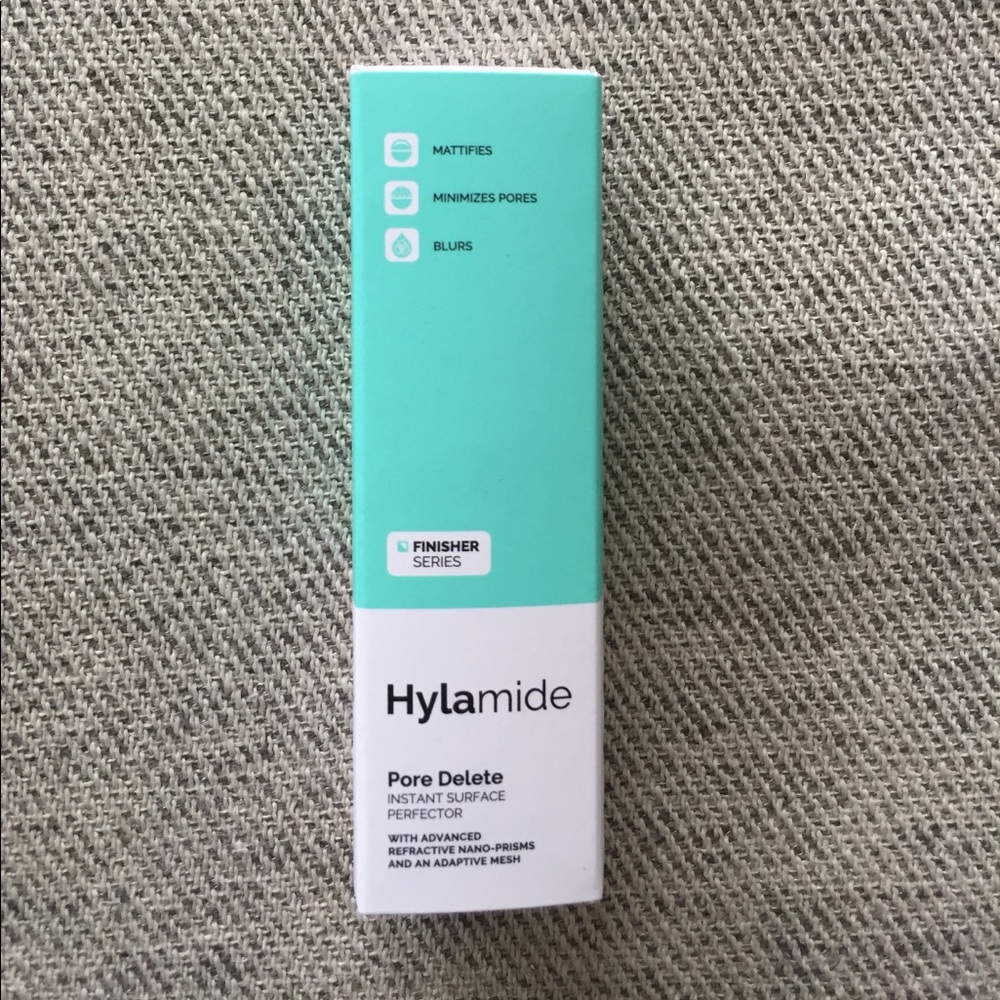 MATTIFIES
MINIMIZES PORES
BLURS
FINISHER
SERIES
Hylamide
Pore Delete
INSTANT SURFACE
PERFECTOR
WITH ADVANCED
REFRACTIVE NANO-PRISMS
AND AN ADAPTIVE MESH